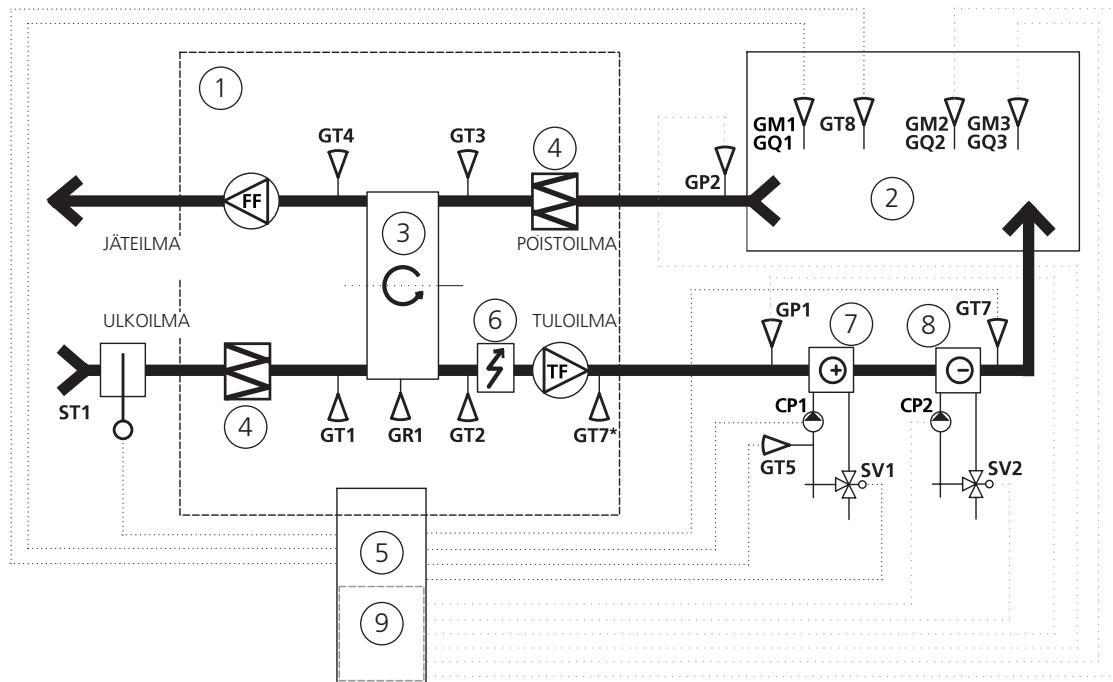 1
GM1
GQ1
GT8
GM2
GQ2
GM3
GQ3
GT4
GT3
4
GP2
2
FF
3
JÄTEILMA
POISTOILMA
ULKOILMA
6
TULOILMA
GP1
7
8
GT7
TF
ST1
4
GT1
GR1
GT2
GT7*
CP1
CP2
GT5
SV1
SV2
5
9